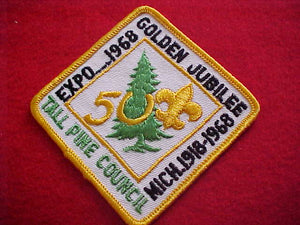 EXPO....1968
GOLDEN JUBILEE
50
TALL PINE COUNCIL
MICH.1918-1968